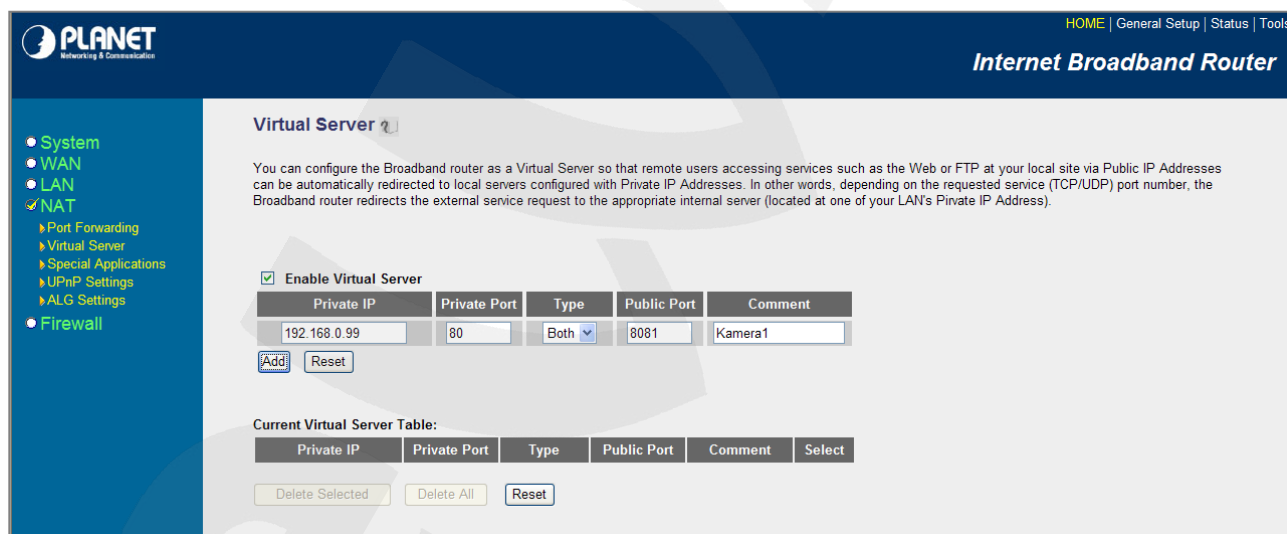 PLANET
Networking & Communication
HOME | General Setup | Status | Tools
Internet Broadband Router
System
WAN
LAN
NAT
Port Forwarding
Virtual Server
Special Applications
UPnP Settings
ALG Settings
Firewall
Virtual Server
You can configure the Broadband router as a Virtual Server so that remote users accessing services such as the Web or FTP at your local site via Public IP Addresses
can be automatically redirected to local servers configured with Private IP Addresses. In other words, depending on the requested service (TCP/UDP) port number, the
Broadband router redirects the external service request to the appropriate internal server (located at one of your LAN's Pivate IP Address).
Enable Virtual Server
Private IP Private Port Type Public Port Comment
192.168.0.99 80 Both 8081 Kamera1
Add Reset
Current Virtual Server Table:
Private IP Private Port Type Public Port Comment Select
Delete Selected Delete All Reset